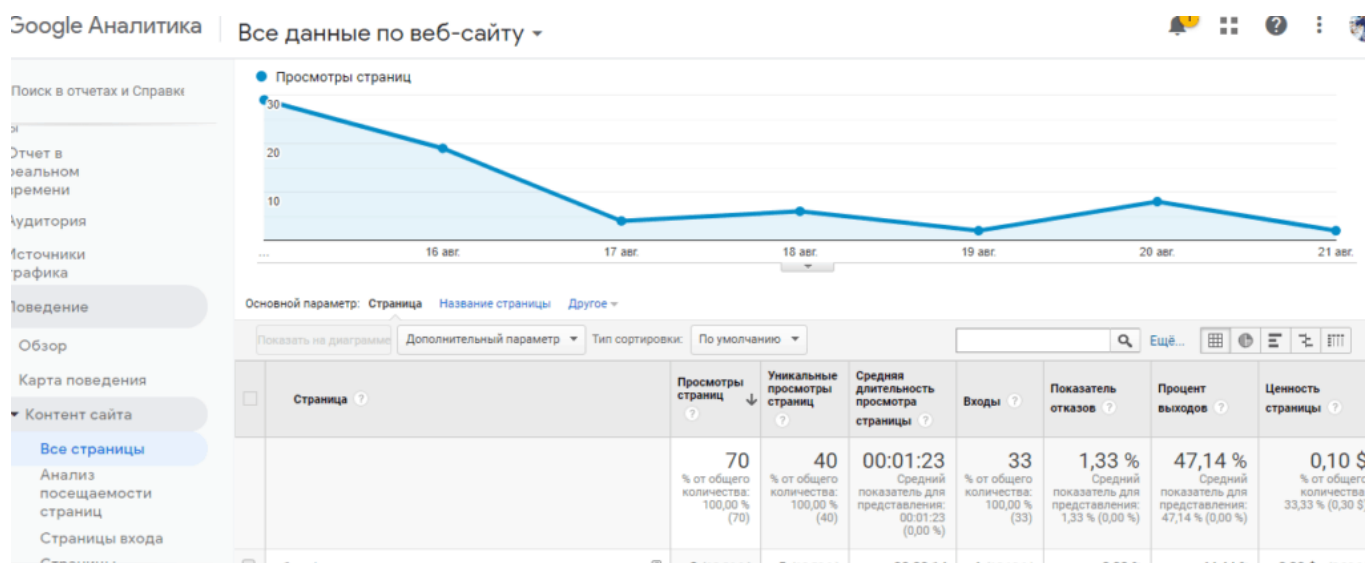 Google Аналитика
Все данные по веб-сайту
1
Поиск в отчетах и Справке
ы
Отчет в
реальном
времени
Аудитория
Источники
трафика
Поведение
Обзор
Карта поведения
Контент сайта
Все страницы
Анализ
посещаемости
страниц
Страницы входа
Страницы
Просмотры страниц
30
20
10
...
16 авг.
17 авг.
18 авг.
19 авг.
20 авг.
21 авг.
Основной параметр: Страница Название страницы Другое
Показать на диаграмме Дополнительный параметр Тип сортировки: По умолчанию Ещё...
Страница ?
Просмотры
страниц
?
Уникальные
просмотры
страниц
?
Средняя
длительность
просмотра
страницы ?
Входы ?
Показатель
отказов ?
Процент
выходов ?
Ценность
страницы ?
70
% от общего
количества:
100,00 %
(70)
40
% от общего
количества:
100,00 %
(40)
00:01:23
Средний
показатель для
представления:
00:01:23
(0,00 %)
33
% от общего
количества:
100,00 %
(33)
1,33 %
Средний
показатель для
представления:
1,33 % (0,00 %)
47,14 %
Средний
показатель для
представления:
47,14 % (0,00 %)
0,10 $
% от общего
количества:
33,33 % (0,30 $)